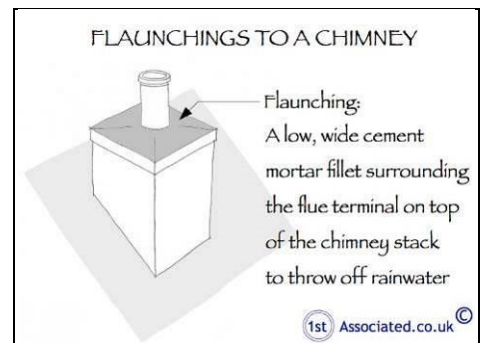 FLAUNCHINGS TO A CHIMNEY
Flaunching:
A low, wide cement
mortar fillet surrounding
the flue terminal on top
of the chimney stack
to throw off rainwater
1st Associated.co.uk ©